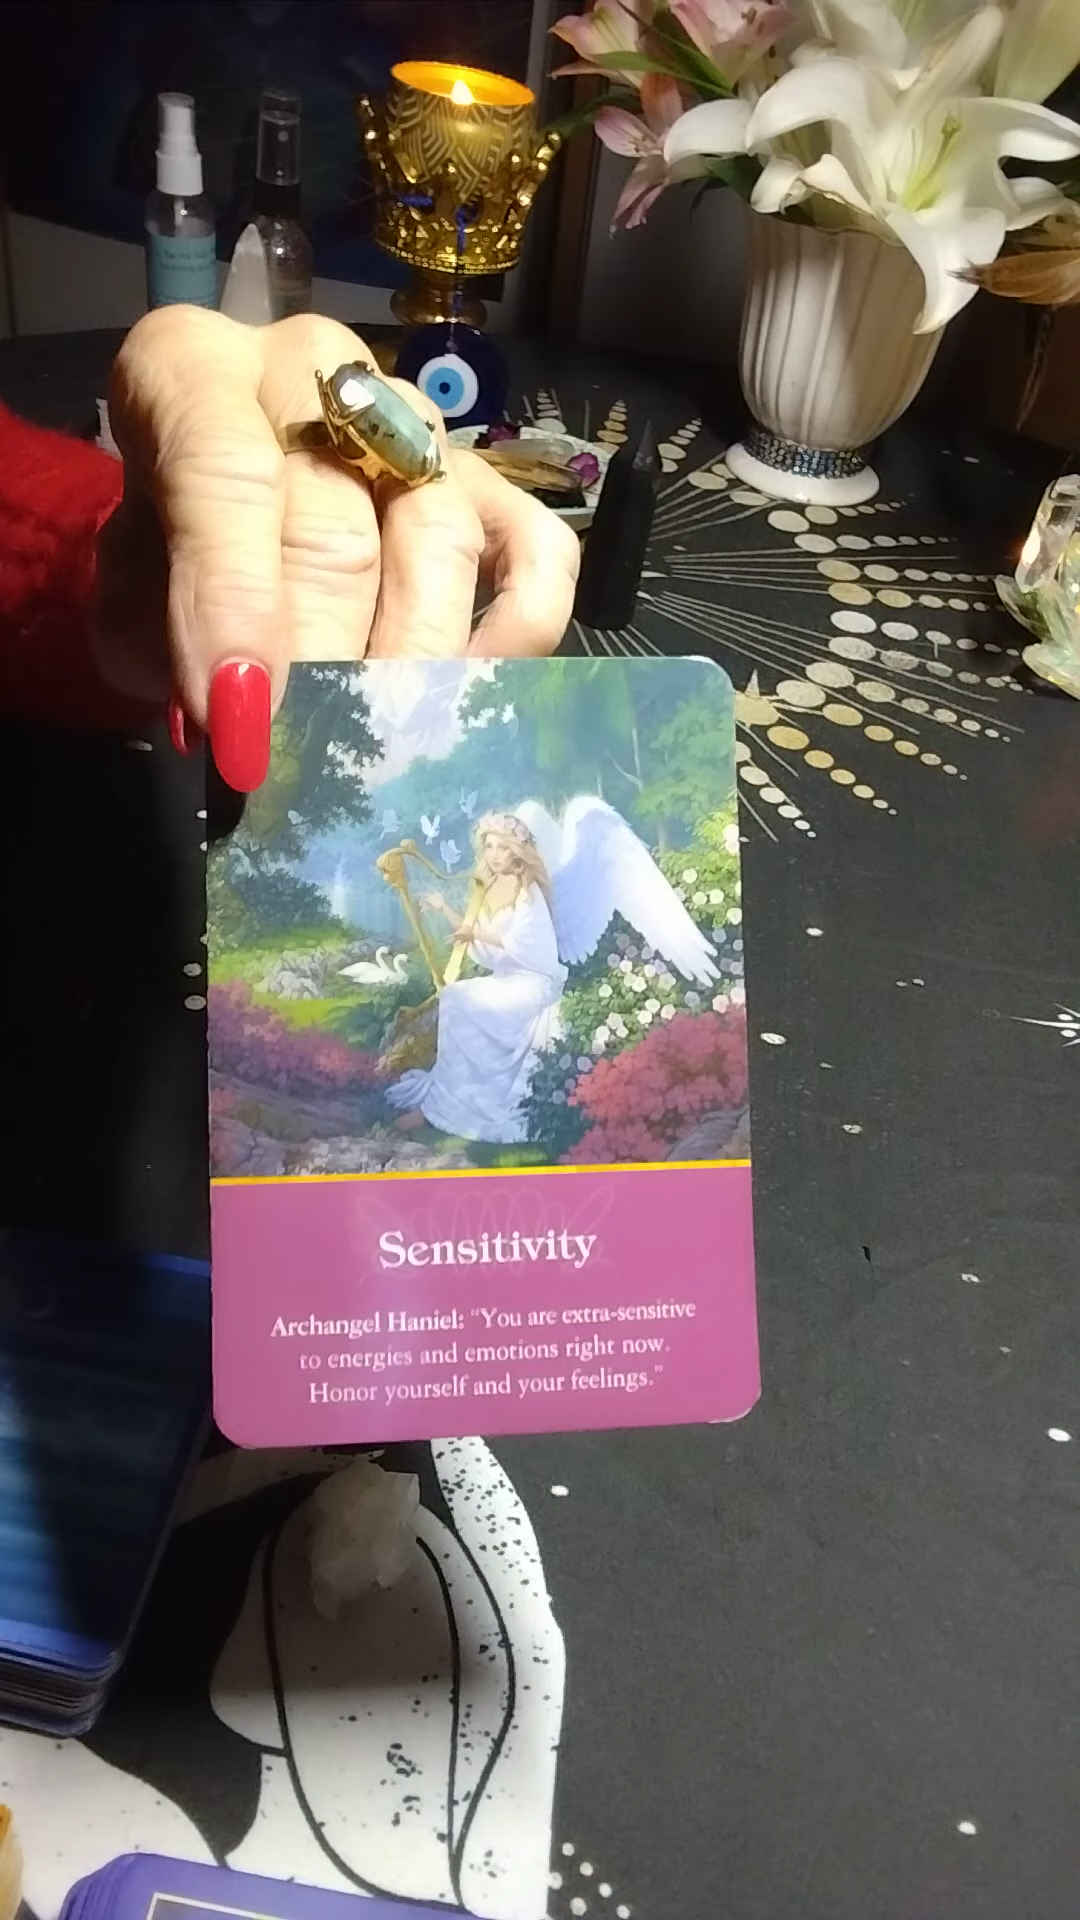 Sensitivity
Archangel Haniel: "You are extra-sensitive
to energies and emotions right now.
Honor yourself and your feelings."